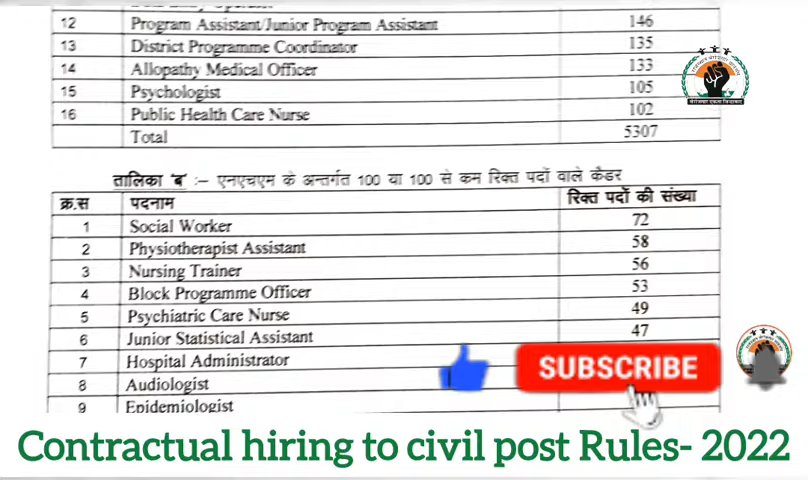 12 Program Assistant/Junior Program Assistant 146
13 District Programme Coordinator 135
14 Allopathy Medical Officer 133
15 Psychologist 105
16 Public Health Care Nurse 102
Total 5307
तालिका 'ब' :– एनएचएम के अन्तर्गत 100 या 100 से कम रिक्त पदों वाले कैडर
क्र.स पदनाम रिक्त पदों की संख्या
1 Social Worker 72
2 Physiotherapist Assistant 58
3 Nursing Trainer 56
4 Block Programme Officer 53
5 Psychiatric Care Nurse 49
6 Junior Statistical Assistant 47
7 Hospital Administrator
8 Audiologist
9 Epidemiologist
SUBSCRIBE
Contractual hiring to civil post Rules- 2022